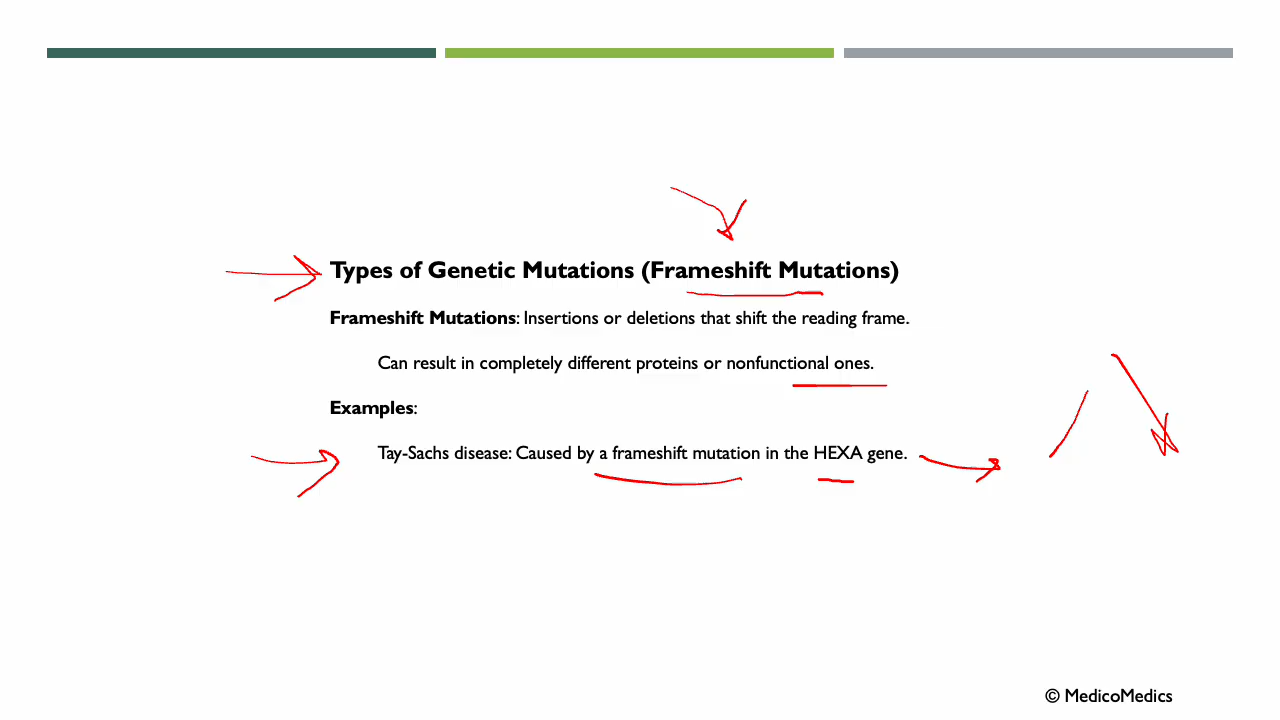 Types of Genetic Mutations (Frameshift Mutations)
Frameshift Mutations: Insertions or deletions that shift the reading frame.
Can result in completely different proteins or nonfunctional ones.
Examples:
Tay-Sachs disease: Caused by a frameshift mutation in the HEXA gene.
© MedicoMedics